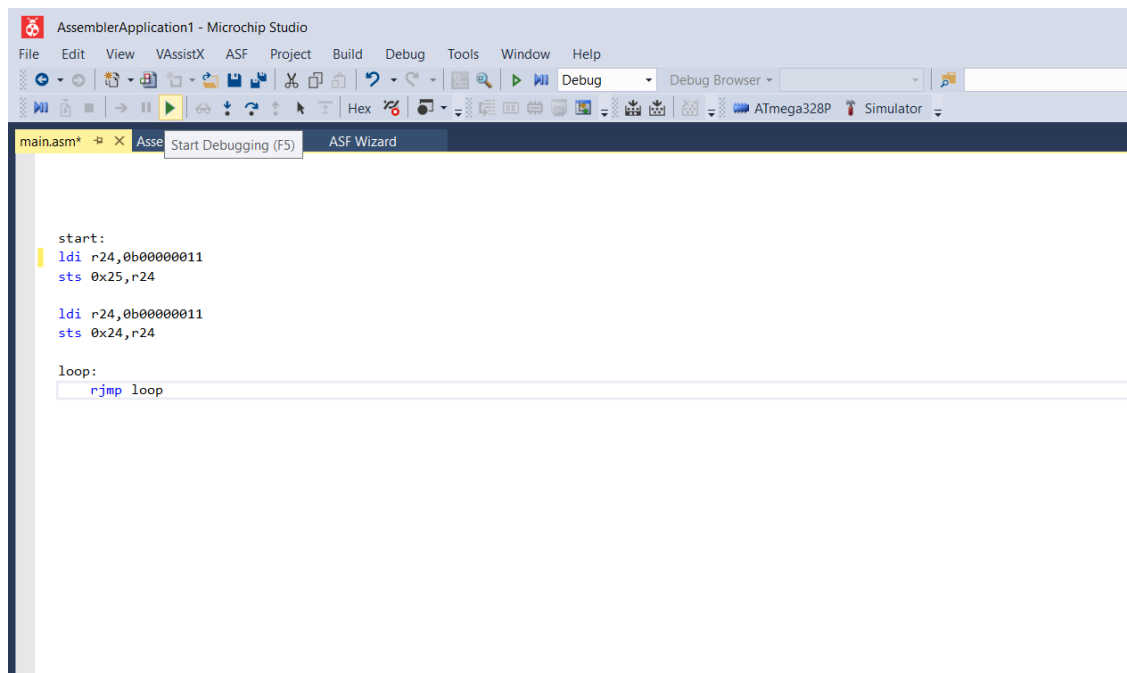 AssemblerApplication1 - Microchip Studio
File Edit View VAssistX ASF Project Build Debug Tools Window Help
Debug Debug Browser
Hex ATmega328P Simulator
main.asm* Asse Start Debugging (F5) ASF Wizard
start:
ldi r24,0b00000011
sts 0x25,r24
ldi r24,0b00000011
sts 0x24,r24
loop:
rjmp loop